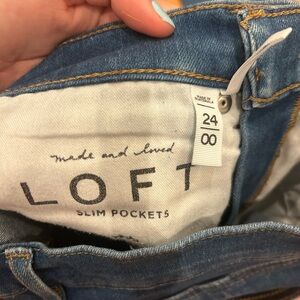 24
00
made and loved
LOFT
SLIM POCKETS